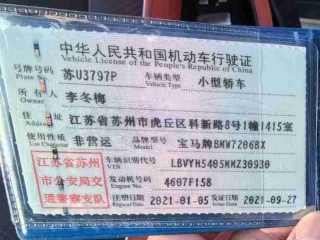 中华人民共和国机动车行驶证
Vehicle License of the People's Republic of China
号牌号码 苏U3797P 车辆类型 小型轿车
Plate No. Vehicle Type
所有人 李冬梅
Owner
住址 江苏省苏州市虎丘区科新路8号1幢1415室
Address
使用性质 非营运 品牌型号 宝马牌BMW7206BX
Use Character
江苏省苏州
市公安局交
通警察支队
车辆识别代号 LBVYH5405MMZ30930
VIN
发动机号码 4607F158
Engine No.
注册日期 2021-01-05 发证日期 2021-09-27